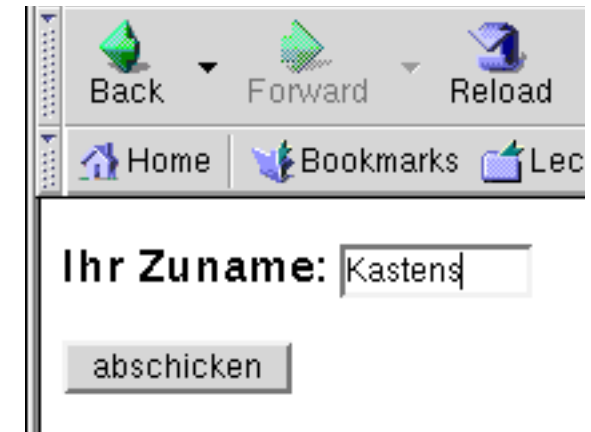 Back Forward Reload
Home Bookmarks Lec
Ihr Zuname: Kastens
abschicken